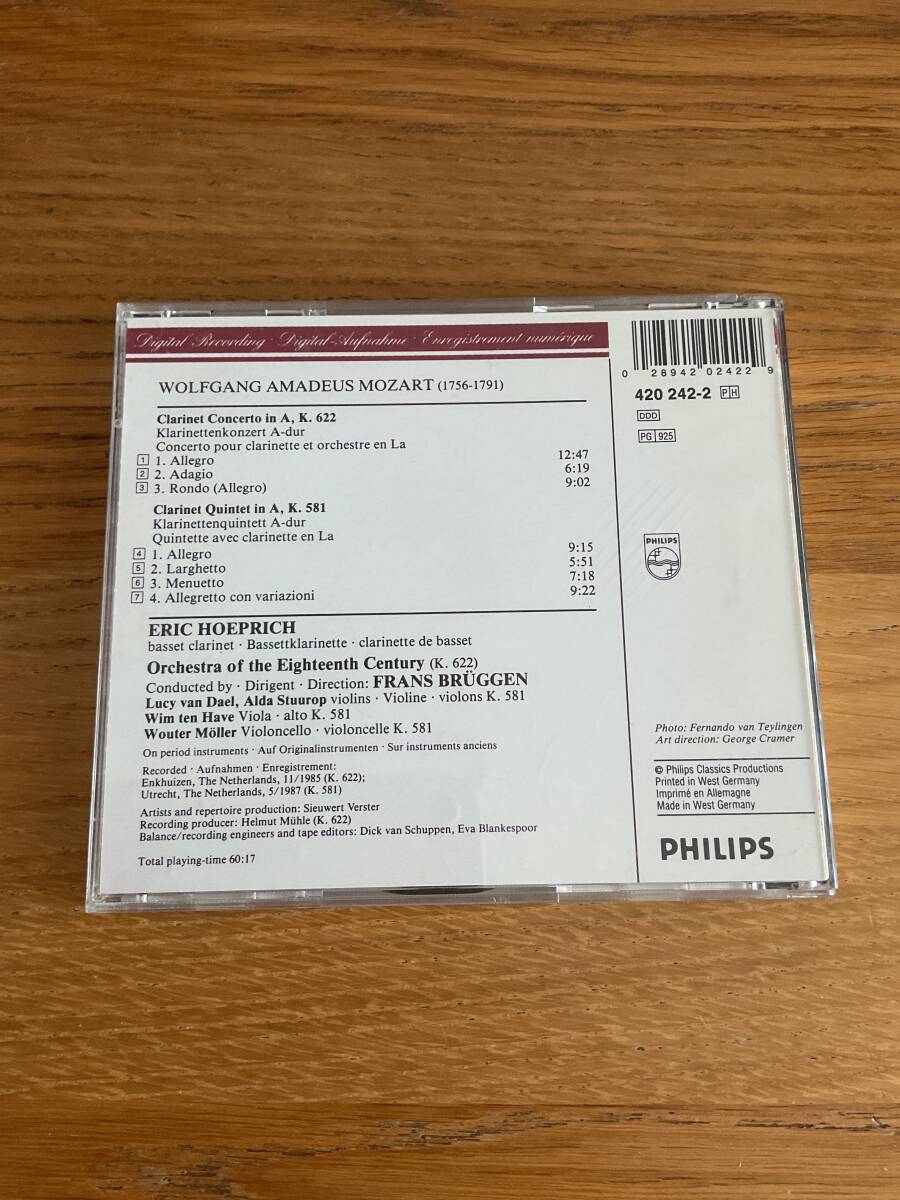 Digital Recording · Digital-Aufnahme · Enregistrement numérique
WOLFGANG AMADEUS MOZART (1756-1791)
Clarinet Concerto in A, K. 622
Klarinettenkonzert A-dur
Concerto pour clarinette et orchestre en La
1 1. Allegro 12:47
2 2. Adagio 6:19
3 3. Rondo (Allegro) 9:02
Clarinet Quintet in A, K. 581
Klarinettenquintett A-dur
Quintette avec clarinette en La
4 1. Allegro 9:15
5 2. Larghetto 5:51
6 3. Menuetto 7:18
7 4. Allegretto con variazioni 9:22
ERIC HOEPRICH
basset clarinet · Bassettklarinette · clarinette de basset
Orchestra of the Eighteenth Century (K. 622)
Conducted by · Dirigent · Direction: FRANS BRÜGGEN
Lucy van Dael, Alda Stuurop violins · Violine · violons K. 581
Wim ten Have Viola · alto K. 581
Wouter Möller Violoncello · violoncelle K. 581
On period instruments · Auf Originalinstrumenten · Sur instruments anciens
Recorded · Aufnahmen · Enregistrement:
Enkhuizen, The Netherlands, 11/1985 (K. 622);
Utrecht, The Netherlands, 5/1987 (K. 581)
Artists and repertoire production: Sieuwert Verster
Recording producer: Helmut Mühle (K. 622)
Balance/recording engineers and tape editors: Dick van Schuppen, Eva Blankespoor
Total playing-time 60:17
0 28942 02422 9
420 242-2 PH
DDD
PG 925
PHILIPS
Photo: Fernando van Teylingen
Art direction: George Cramer
© Philips Classics Productions
Printed in West Germany
Imprimé en Allemagne
Made in West Germany
PHILIPS